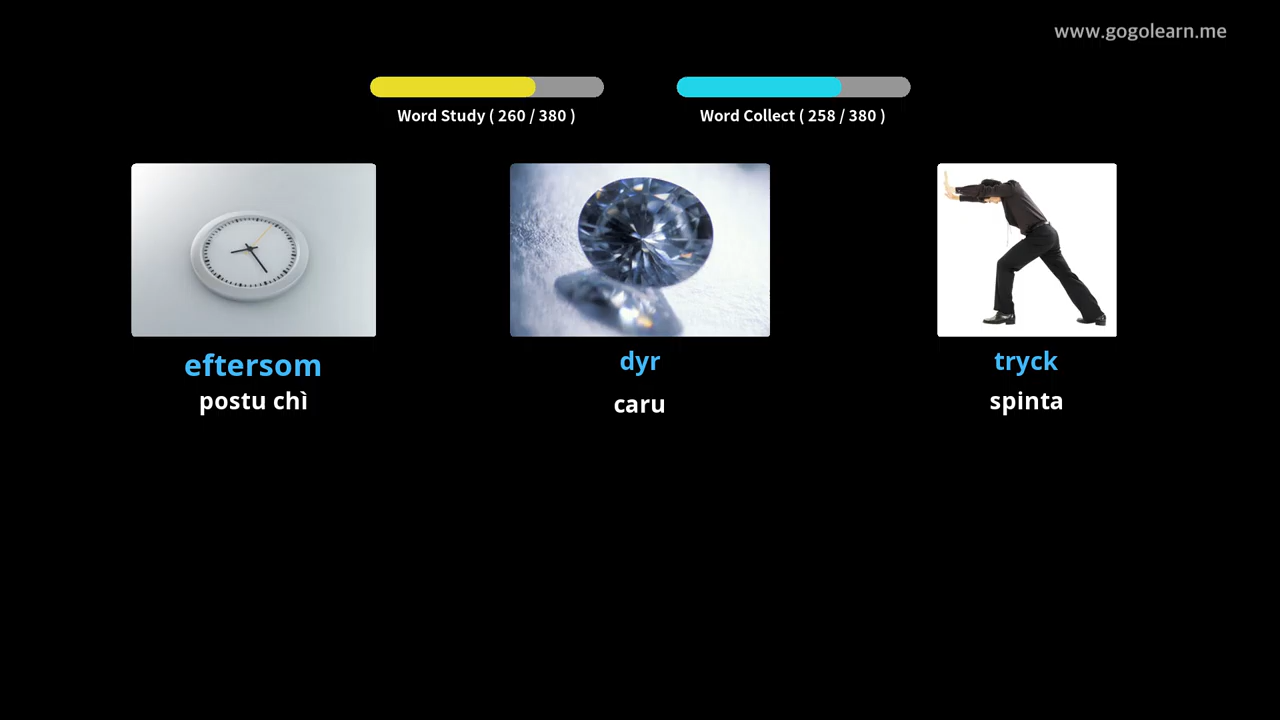 www.gogolearn.me
Word Study ( 260 / 380 )
Word Collect ( 258 / 380 )
eftersom
postu chì
dyr
caru
tryck
spinta